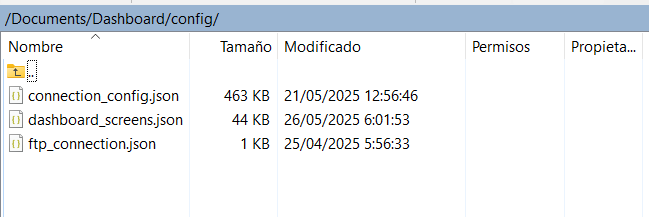 /Documents/Dashboard/config/
Nombre Tamaño Modificado Permisos Propieta...
..
connection_config.json 463 KB 21/05/2025 12:56:46
dashboard_screens.json 44 KB 26/05/2025 6:01:53
ftp_connection.json 1 KB 25/04/2025 5:56:33